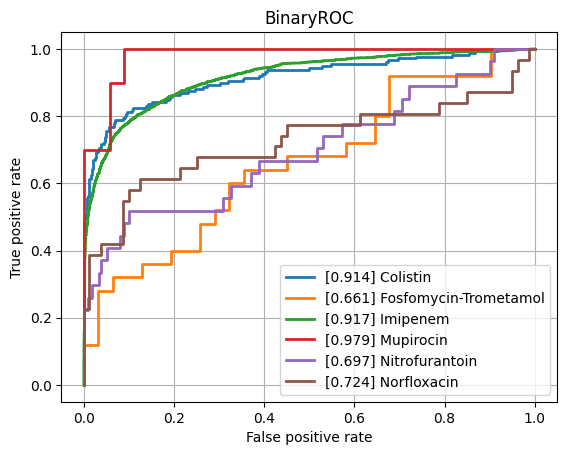 BinaryROC
True positive rate
1.0
0.8
0.6
0.4
0.2
0.0
[0.914] Colistin
[0.661] Fosfomycin-Trometamol
[0.917] Imipenem
[0.979] Mupirocin
[0.697] Nitrofurantoin
[0.724] Norfloxacin
0.0 0.2 0.4 0.6 0.8 1.0
False positive rate